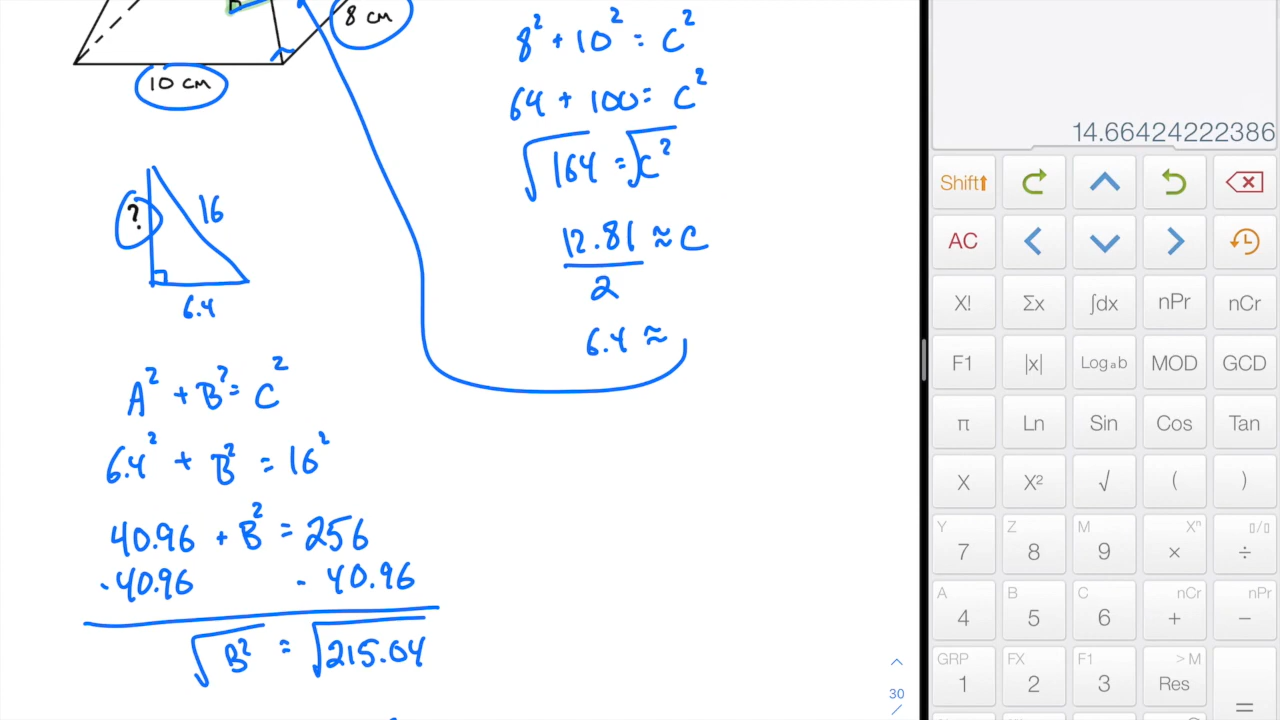 8 cm
10 cm
8² + 10² = C²
64 + 100 = C²
√164 = √C²
12.81 ≈ C
2
6.4 ≈
?
16
6.4
A² + B² = C²
6.4² + B² = 16²
40.96 + B² = 256
-40.96 - 40.96
√B² = √215.04
30
14.66424222386
Shift
AC
X! Σx ∫dx nPr nCr
F1 |x| Log a b MOD GCD
π Ln Sin Cos Tan
X X² √ ( )
Y Z M Xⁿ ▯/▯
7 8 9 × ÷
A B C nCr nPr
4 5 6 + −
GRP FX F1 >M
1 2 3 Res =